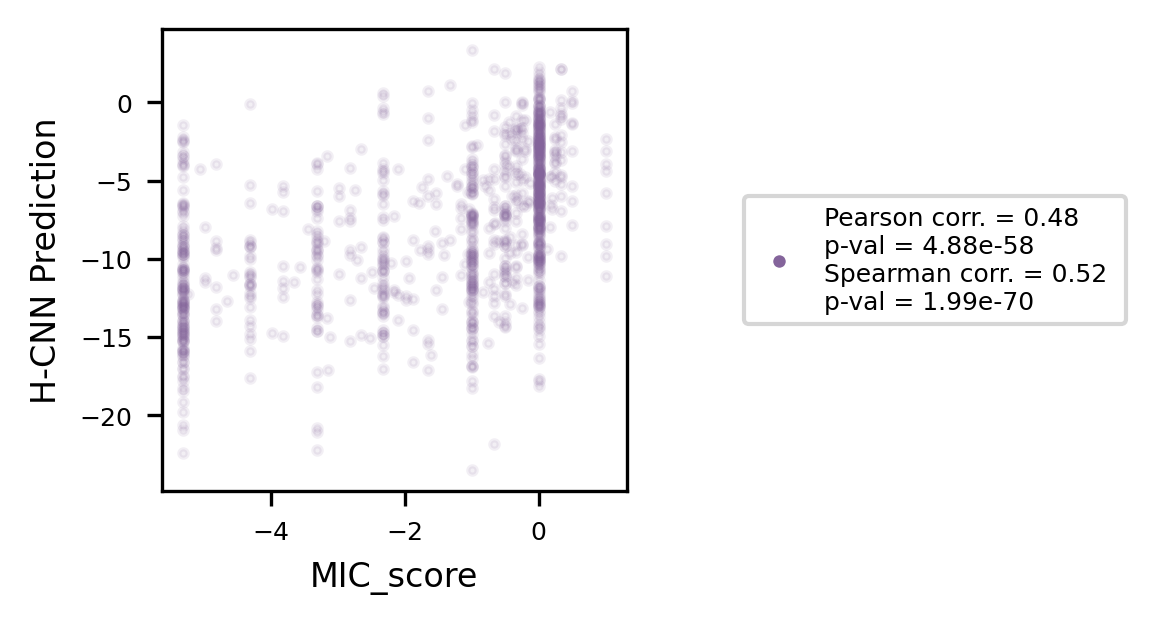 0
−5
−10
−15
−20
H-CNN Prediction
−4
−2
0
MIC_score
Pearson corr. = 0.48
p-val = 4.88e-58
Spearman corr. = 0.52
p-val = 1.99e-70